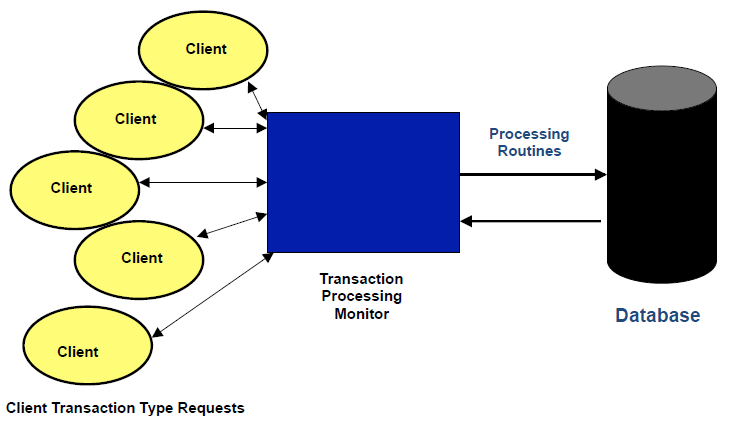 Client
Client
Client
Client
Client
Processing
Routines
Transaction
Processing
Monitor
Database
Client Transaction Type Requests